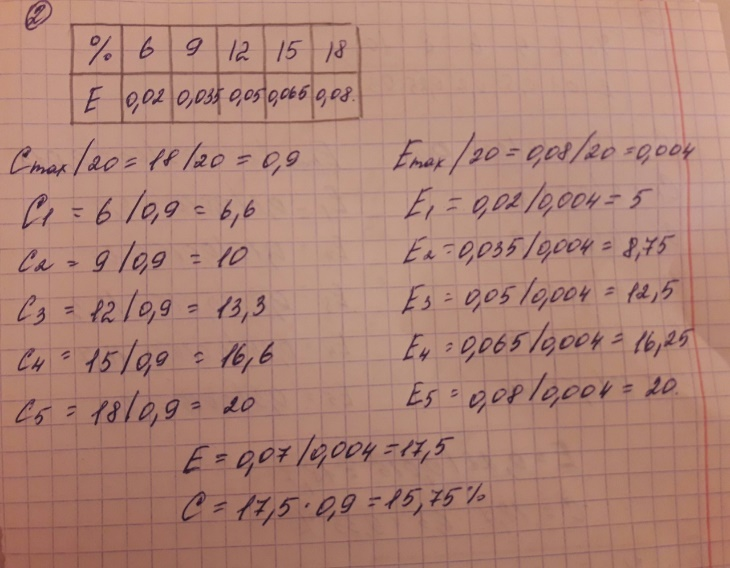 2
% 6 9 12 15 18
E 0,02 0,035 0,05 0,065 0,08.
Cmax/20 = 18/20 = 0,9
Emax/20 = 0,08/20 = 0,004
C1 = 6/0,9 = 6,6
E1 = 0,02/0,004 = 5
C2 = 9/0,9 = 10
E2 = 0,035/0,004 = 8,75
C3 = 12/0,9 = 13,3
E3 = 0,05/0,004 = 12,5
C4 = 15/0,9 = 16,6
E4 = 0,065/0,004 = 16,25
C5 = 18/0,9 = 20
E5 = 0,08/0,004 = 20.
E = 0,07/0,004 = 17,5
C = 17,5 · 0,9 = 15,75%